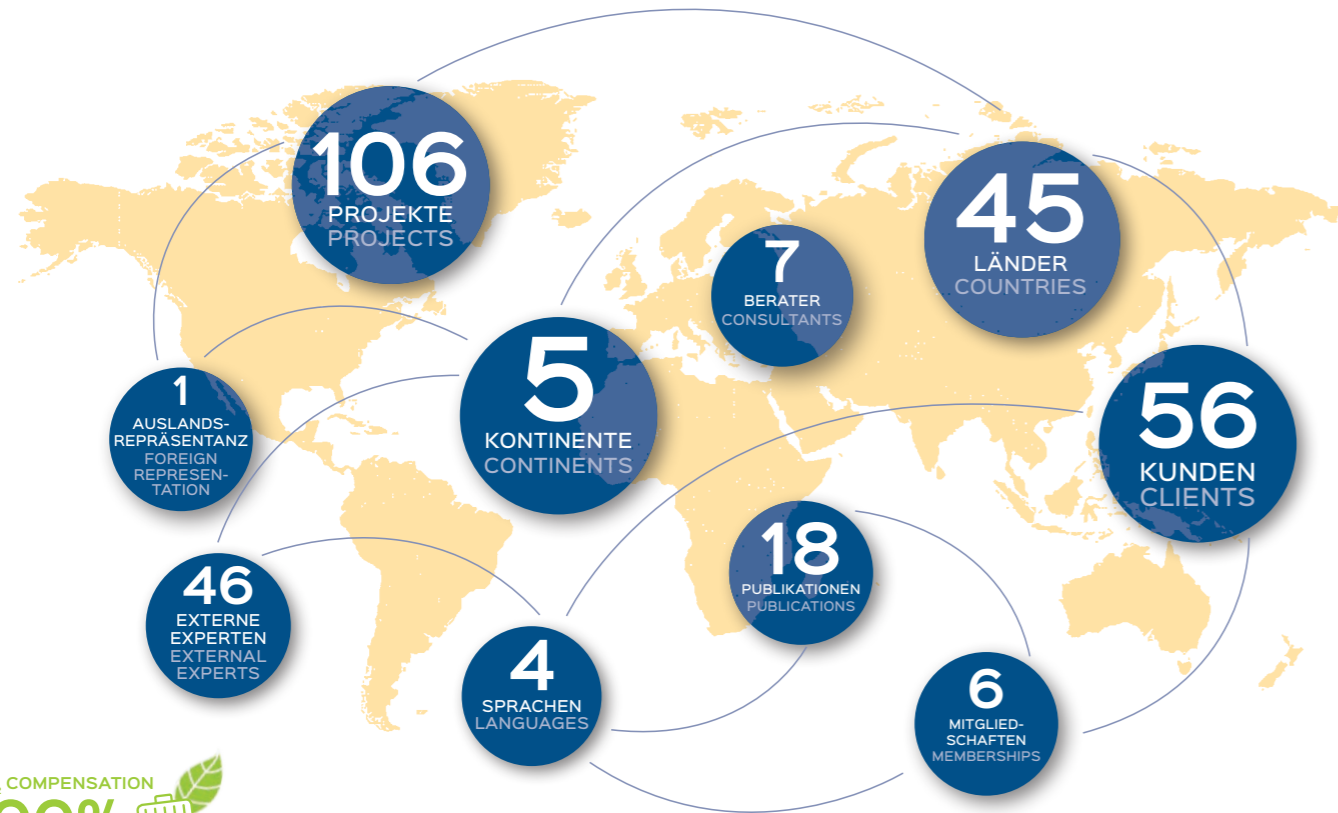 106
PROJEKTE
PROJECTS
45
LÄNDER
COUNTRIES
7
BERATER
CONSULTANTS
5
KONTINENTE
CONTINENTS
1
AUSLANDS-
REPRÄSENTANZ
FOREIGN
REPRESEN-
TATION
56
KUNDEN
CLIENTS
18
PUBLIKATIONEN
PUBLICATIONS
46
EXTERNE
EXPERTEN
EXTERNAL
EXPERTS
4
SPRACHEN
LANGUAGES
6
MITGLIED-
SCHAFTEN
MEMBERSHIPS
COMPENSATION